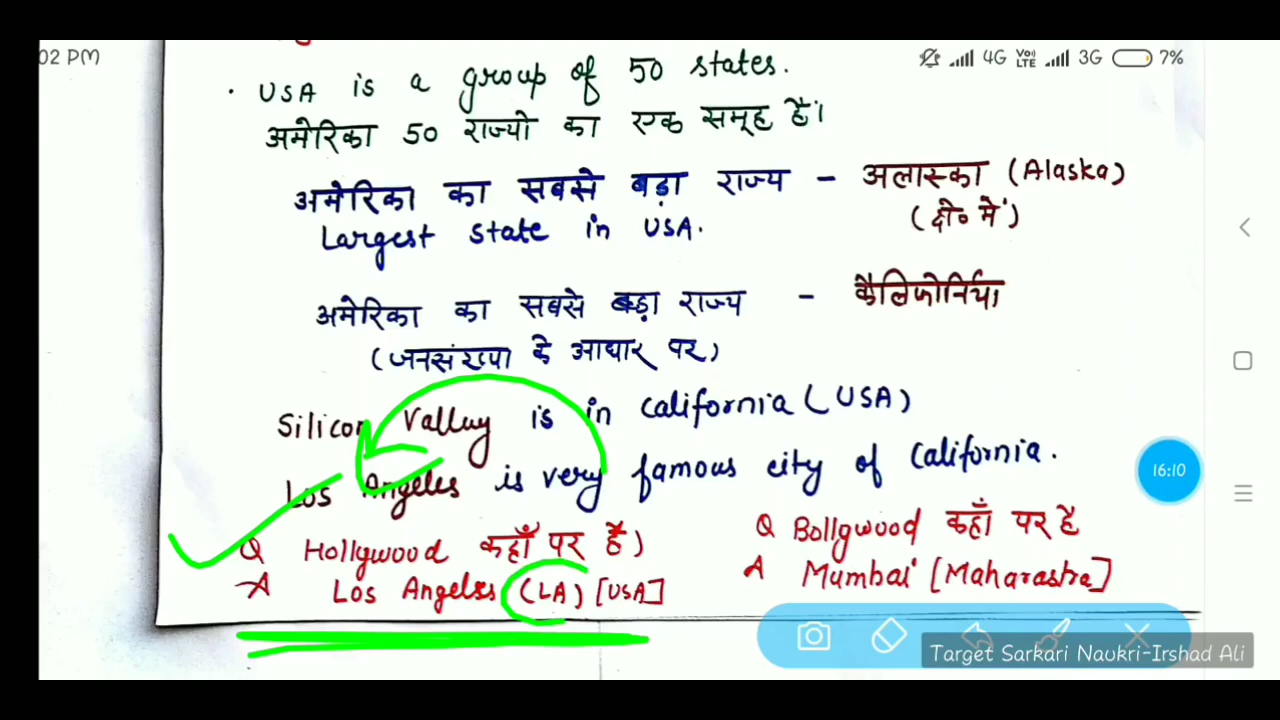 02 PM 4G VoLTE 3G 7%
USA is a group of 50 states.
अमेरिका 50 राज्यो का एक समूह है।
अमेरिका का सबसे बड़ा राज्य - अलास्का (Alaska)
Largest State in USA. (क्षे० में)
अमेरिका का सबसे बड़ा राज्य - कैलिफोर्निया
(जनसंख्या के आधार पर)
Silicon Valley is in California (USA)
Los Angeles is very famous city of California.
16:10
Q Hollywood कहाँ पर है)
A Los Angeles (LA) [USA]
Q Bollywood कहाँ पर है
A Mumbai [Maharastra]
Target Sarkari Naukri-Irshad Ali